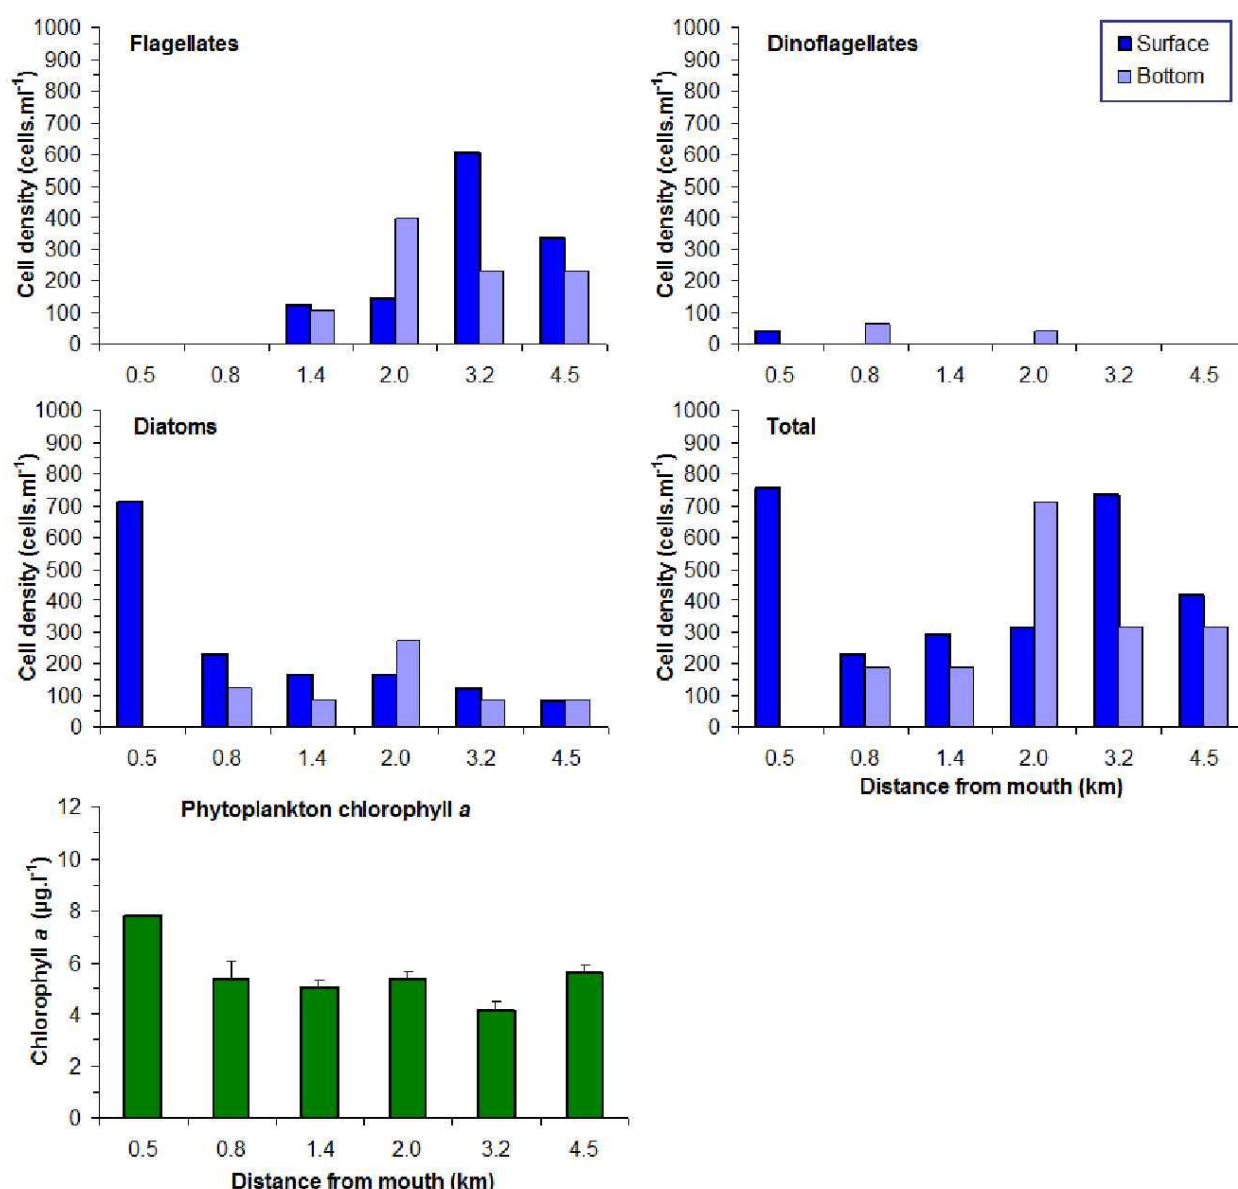 Flagellates
Cell density (cells.ml-1)
1000
900
800
700
600
500
400
300
200
100
0
0.5 0.8 1.4 2.0 3.2 4.5
Dinoflagellates
Surface
Bottom
Cell density (cells.ml-1)
1000
900
800
700
600
500
400
300
200
100
0
0.5 0.8 1.4 2.0 3.2 4.5
Diatoms
Cell density (cells.ml-1)
1000
900
800
700
600
500
400
300
200
100
0
0.5 0.8 1.4 2.0 3.2 4.5
Total
Cell density (cells.ml-1)
1000
900
800
700
600
500
400
300
200
100
0
0.5 0.8 1.4 2.0 3.2 4.5
Distance from mouth (km)
Phytoplankton chlorophyll a
Chlorophyll a (µg.l-1)
12
10
8
6
4
2
0
0.5 0.8 1.4 2.0 3.2 4.5
Distance from mouth (km)